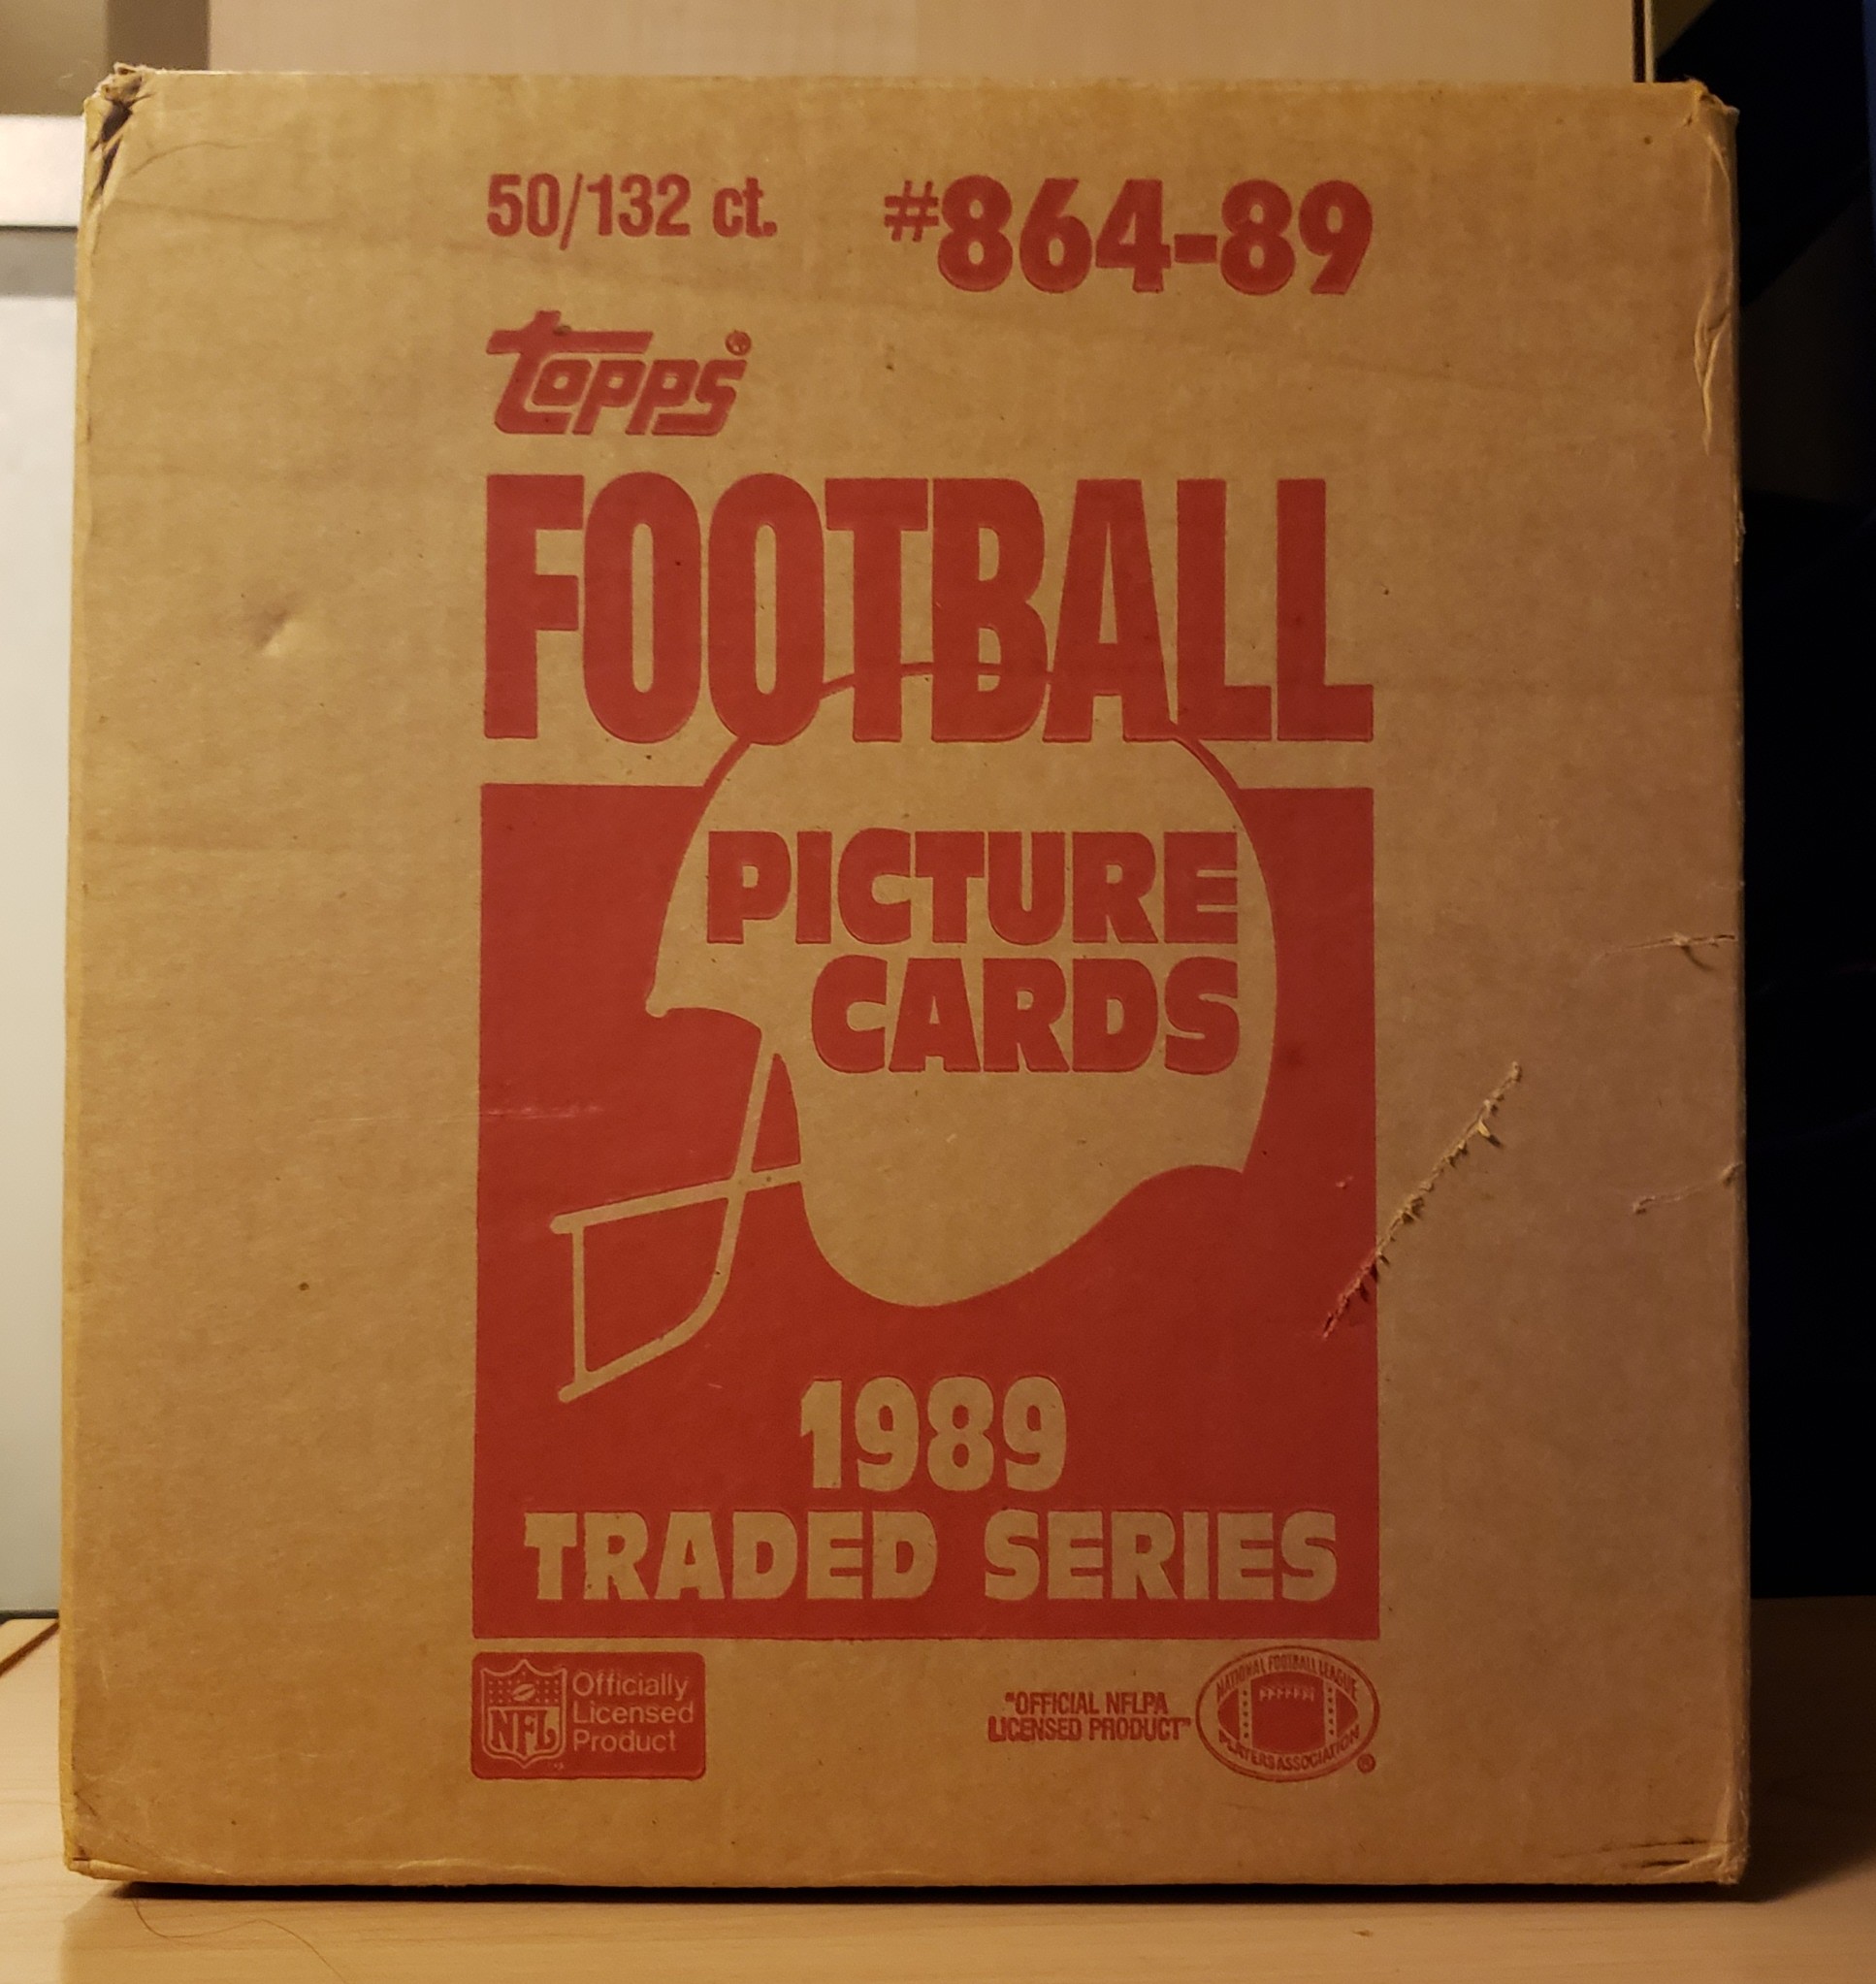 50/132 ct. #864-89
topps®
FOOTBALL
PICTURE
CARDS
1989
TRADED SERIES
NFL
Officially
Licensed
Product
"OFFICIAL NFLPA
LICENSED PRODUCT"
NATIONAL FOOTBALL LEAGUE
PLAYERS ASSOCIATION
®